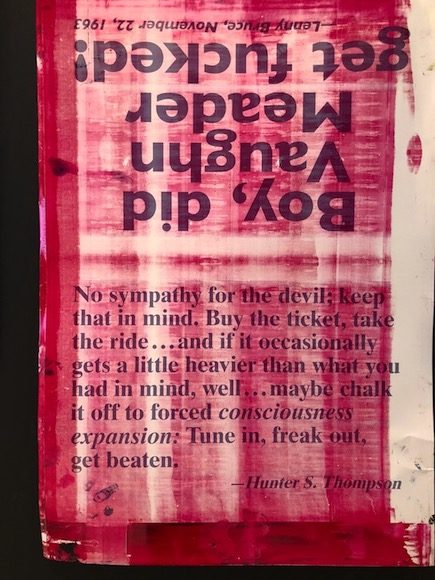 Boy, did
Vaughn
Meader
get fucked!
—Lenny Bruce, November 22, 1963
No sympathy for the devil; keep
that in mind. Buy the ticket, take
the ride...and if it occasionally
gets a little heavier than what you
had in mind, well...maybe chalk
it off to forced consciousness
expansion: Tune in, freak out,
get beaten.
—Hunter S. Thompson